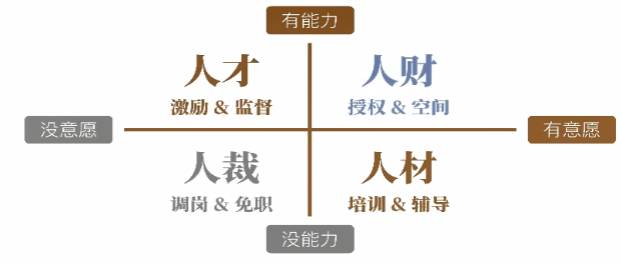 有能力
人才
人财
激励 & 监督
授权 & 空间
没意愿
有意愿
人裁
人材
调岗 & 免职
培训 & 辅导
没能力